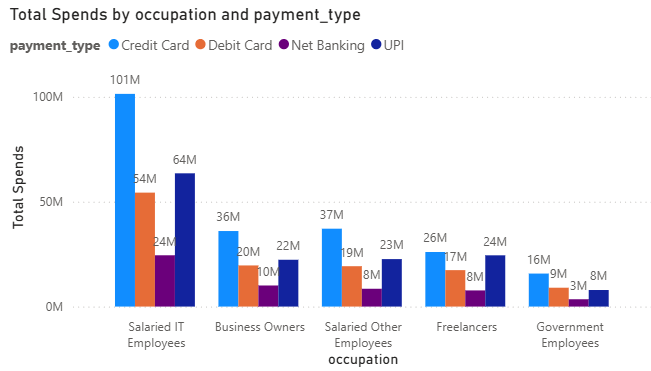 Total Spends by occupation and payment_type
payment_type Credit Card Debit Card Net Banking UPI
Total Spends
100M
50M
0M
101M
54M
24M
64M
36M
20M
10M
22M
37M
19M
8M
23M
26M
17M
8M
24M
16M
9M
3M
8M
Salaried IT
Employees
Business Owners
Salaried Other
Employees
Freelancers
Government
Employees
occupation